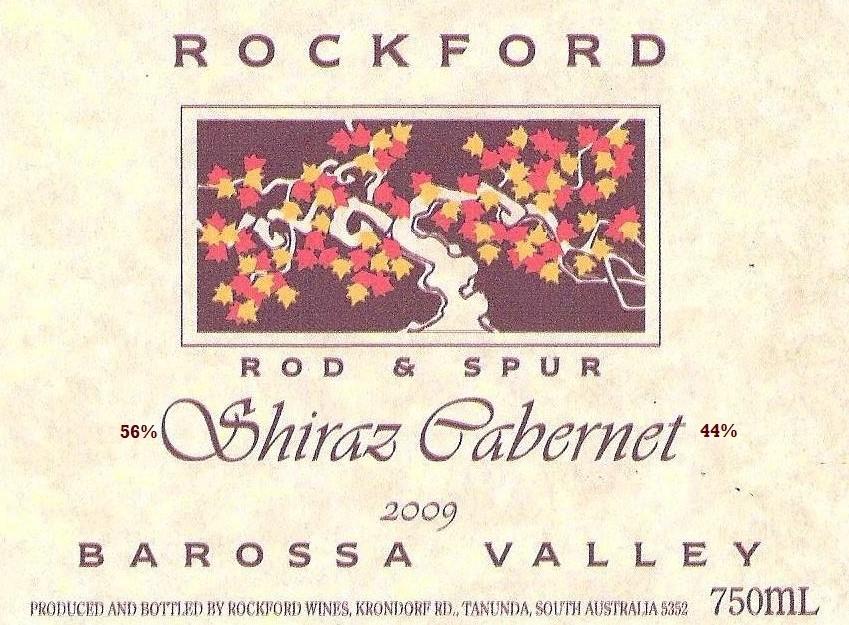 ROCKFORD
ROD & SPUR
56% Shiraz Cabernet 44%
2009
BAROSSA VALLEY
PRODUCED AND BOTTLED BY ROCKFORD WINES, KRONDORF RD., TANUNDA, SOUTH AUSTRALIA 5352 750mL